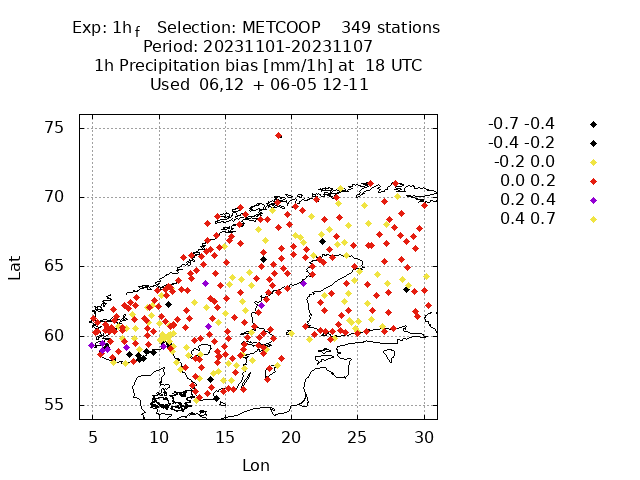 Exp: 1h_f   Selection: METCOOP    349 stations
Period: 20231101-20231107
1h Precipitation bias [mm/1h] at  18 UTC
Used  06,12  + 06-05 12-11
-0.7 -0.4
-0.4 -0.2
-0.2 0.0
0.0 0.2
0.2 0.4
0.4 0.7
75
70
65
60
55
Lat
5 10 15 20 25 30
Lon